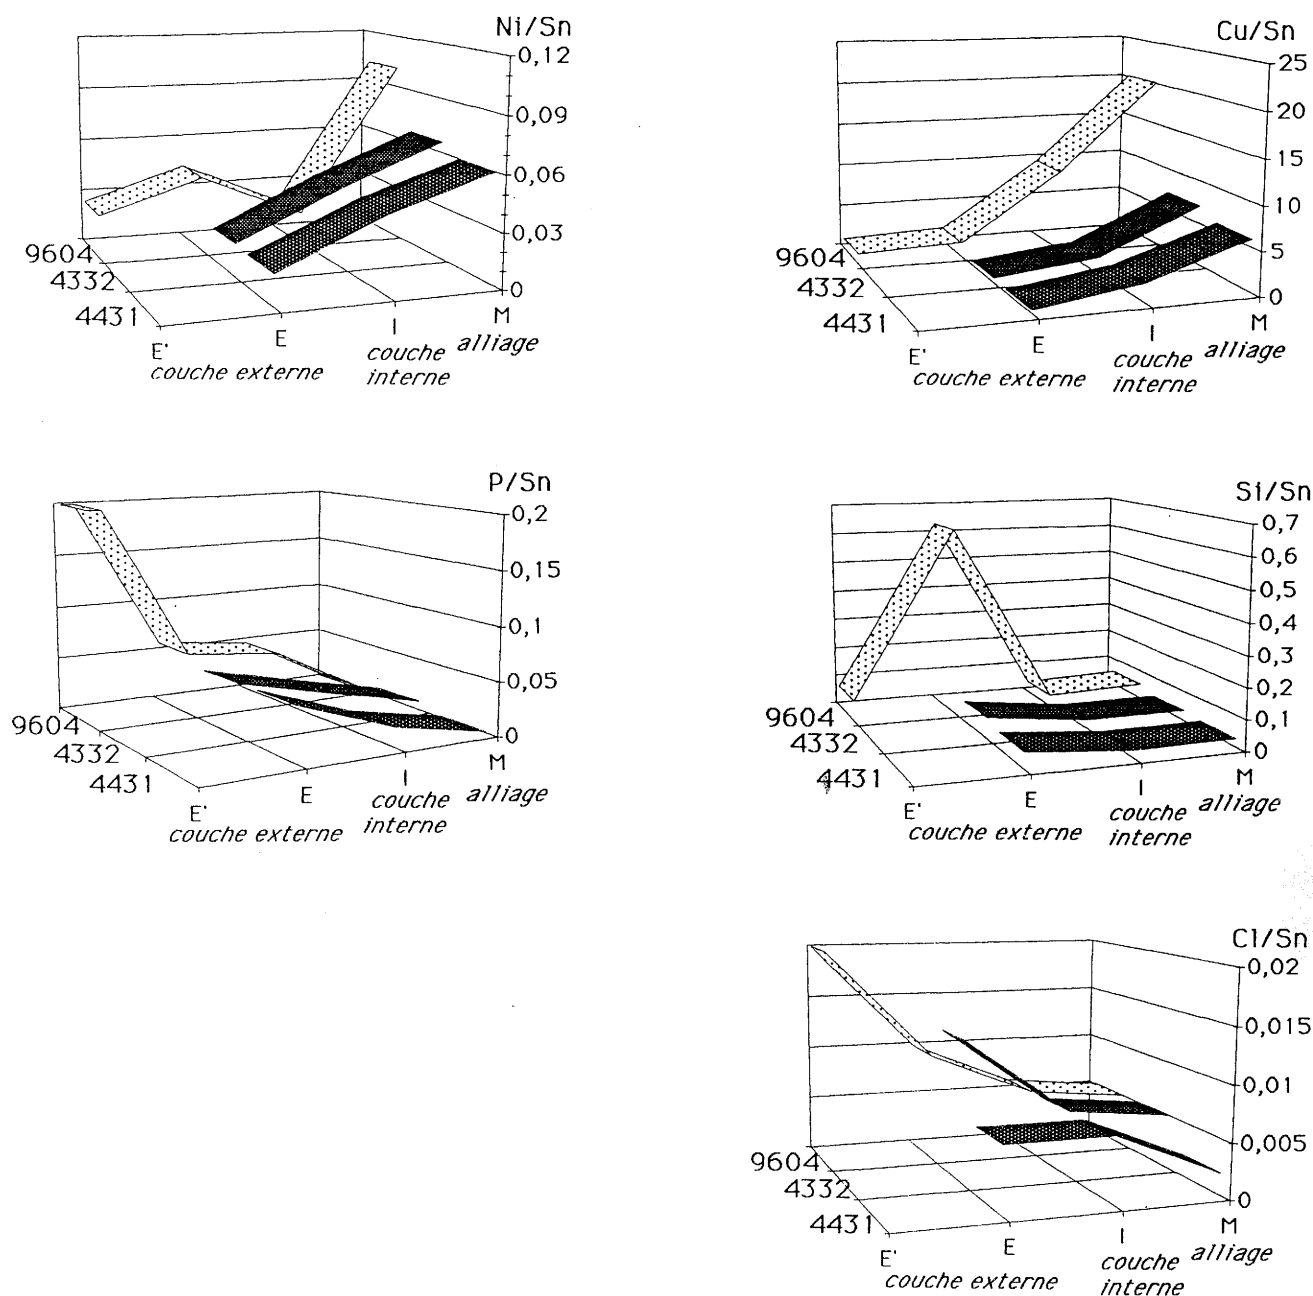 Ni/Sn
0,12
0,09
0,06
0,03
0
9604
4332
4431
E'
E
I
M
couche externe
couche
interne
alliage
Cu/Sn
25
20
15
10
5
0
9604
4332
4431
E'
E
I
M
couche externe
couche
interne
alliage
P/Sn
0,2
0,15
0,1
0,05
0
9604
4332
4431
E'
E
I
M
couche externe
couche
interne
alliage
Si/Sn
0,7
0,6
0,5
0,4
0,3
0,2
0,1
0
9604
4332
4431
E'
E
I
M
couche externe
couche
interne
alliage
Cl/Sn
0,02
0,015
0,01
0,005
0
9604
4332
4431
E'
E
I
M
couche externe
couche
interne
alliage